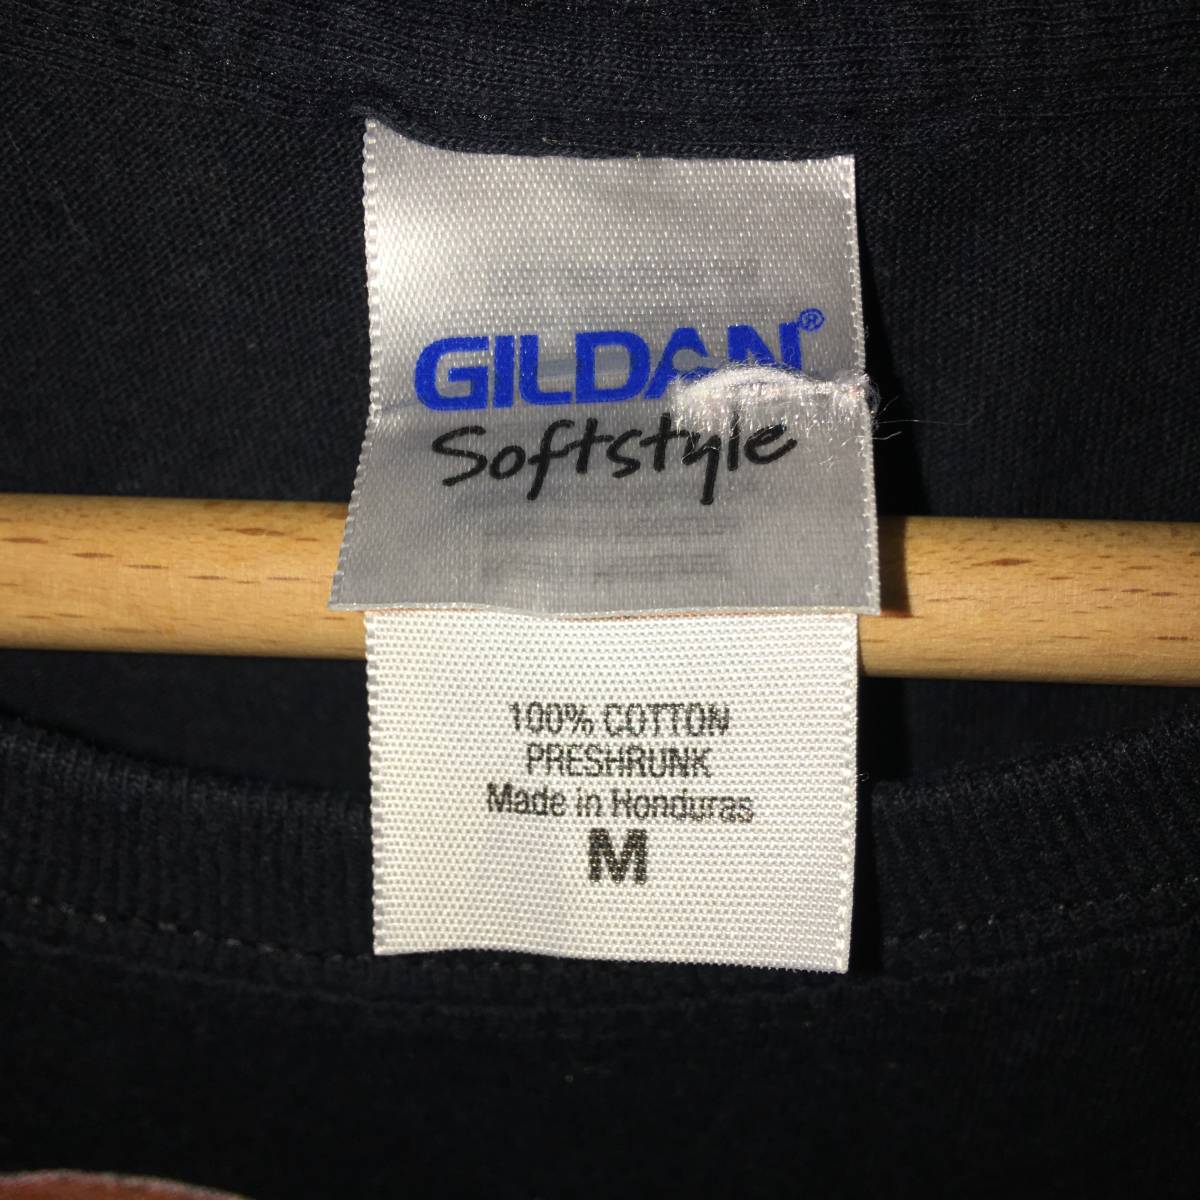 GILDAN®
Softstyle
100% COTTON
PRESHRUNK
Made in Honduras
M